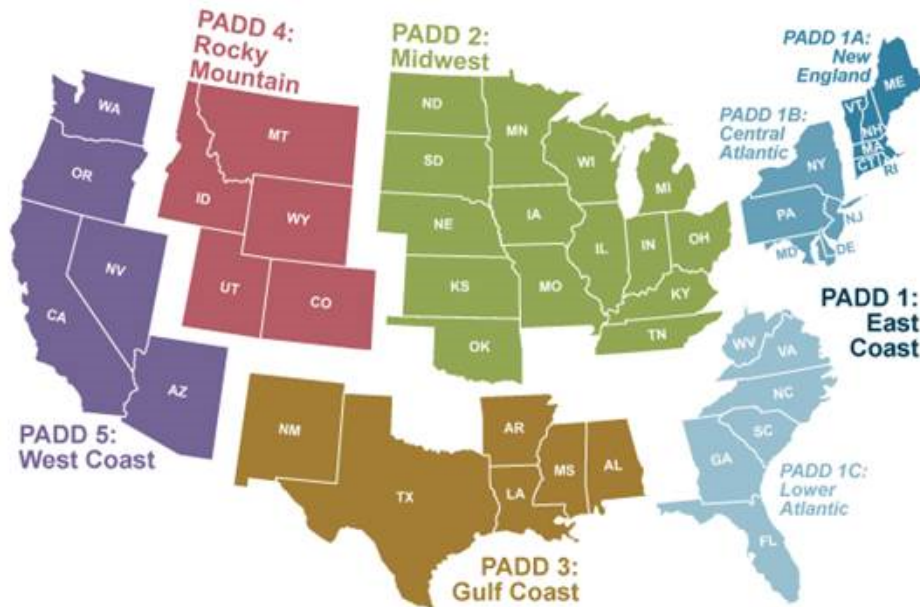 PADD 4:
Rocky
Mountain
PADD 2:
Midwest
PADD 1A:
New
England
PADD 1B:
Central
Atlantic
WA
OR
CA
NV
AZ
PADD 5:
West Coast
MT
ID
WY
UT
CO
ND
SD
NE
KS
OK
MN
IA
MO
WI
IL
MI
IN
OH
KY
TN
ME
VT
NH
MA
CT
RI
NY
PA
NJ
MD
DE
PADD 1:
East
Coast
WV
VA
NC
SC
GA
FL
PADD 1C:
Lower
Atlantic
NM
TX
AR
LA
MS
AL
PADD 3:
Gulf Coast